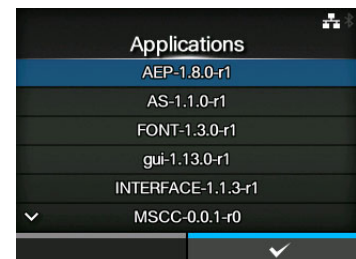 Applications
AEP-1.8.0-r1
AS-1.1.0-r1
FONT-1.3.0-r1
gui-1.13.0-r1
INTERFACE-1.1.3-r1
MSCC-0.0.1-r0